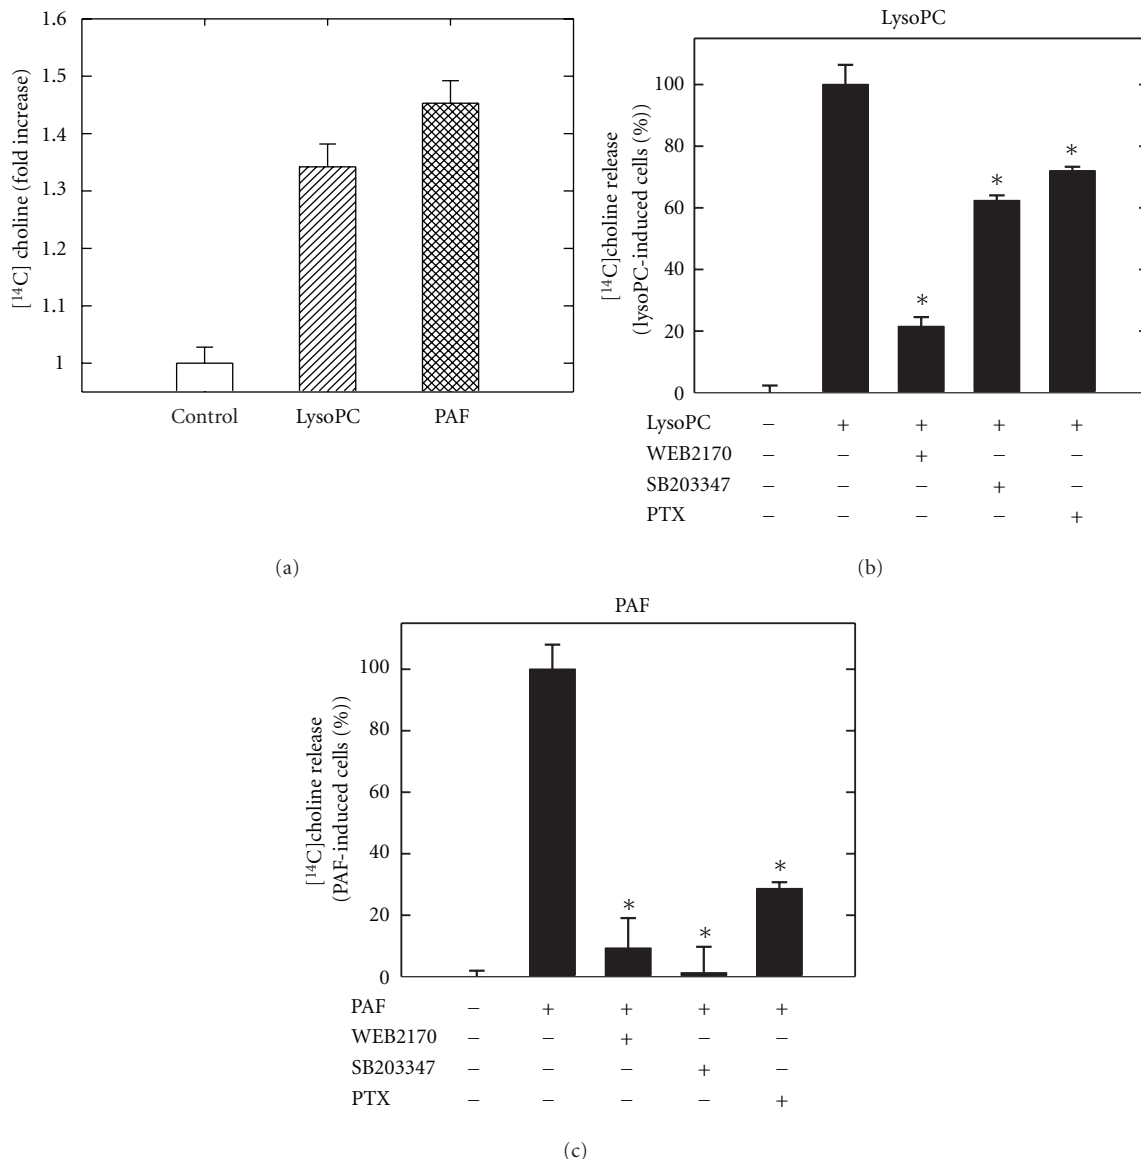 [¹⁴C] choline (fold increase)
1.6
1.5
1.4
1.3
1.2
1.1
1
Control LysoPC PAF
(a)
LysoPC
[¹⁴C]choline release
(lysoPC-induced cells (%))
100
80
60
40
20
0
∗ ∗ ∗
LysoPC − + + + +
WEB2170 − − + − −
SB203347 − − − + −
PTX − − − − +
(b)
PAF
[¹⁴C]choline release
(PAF-induced cells (%))
100
80
60
40
20
0
∗ ∗ ∗
PAF − + + + +
WEB2170 − − + − −
SB203347 − − − + −
PTX − − − − +
(c)